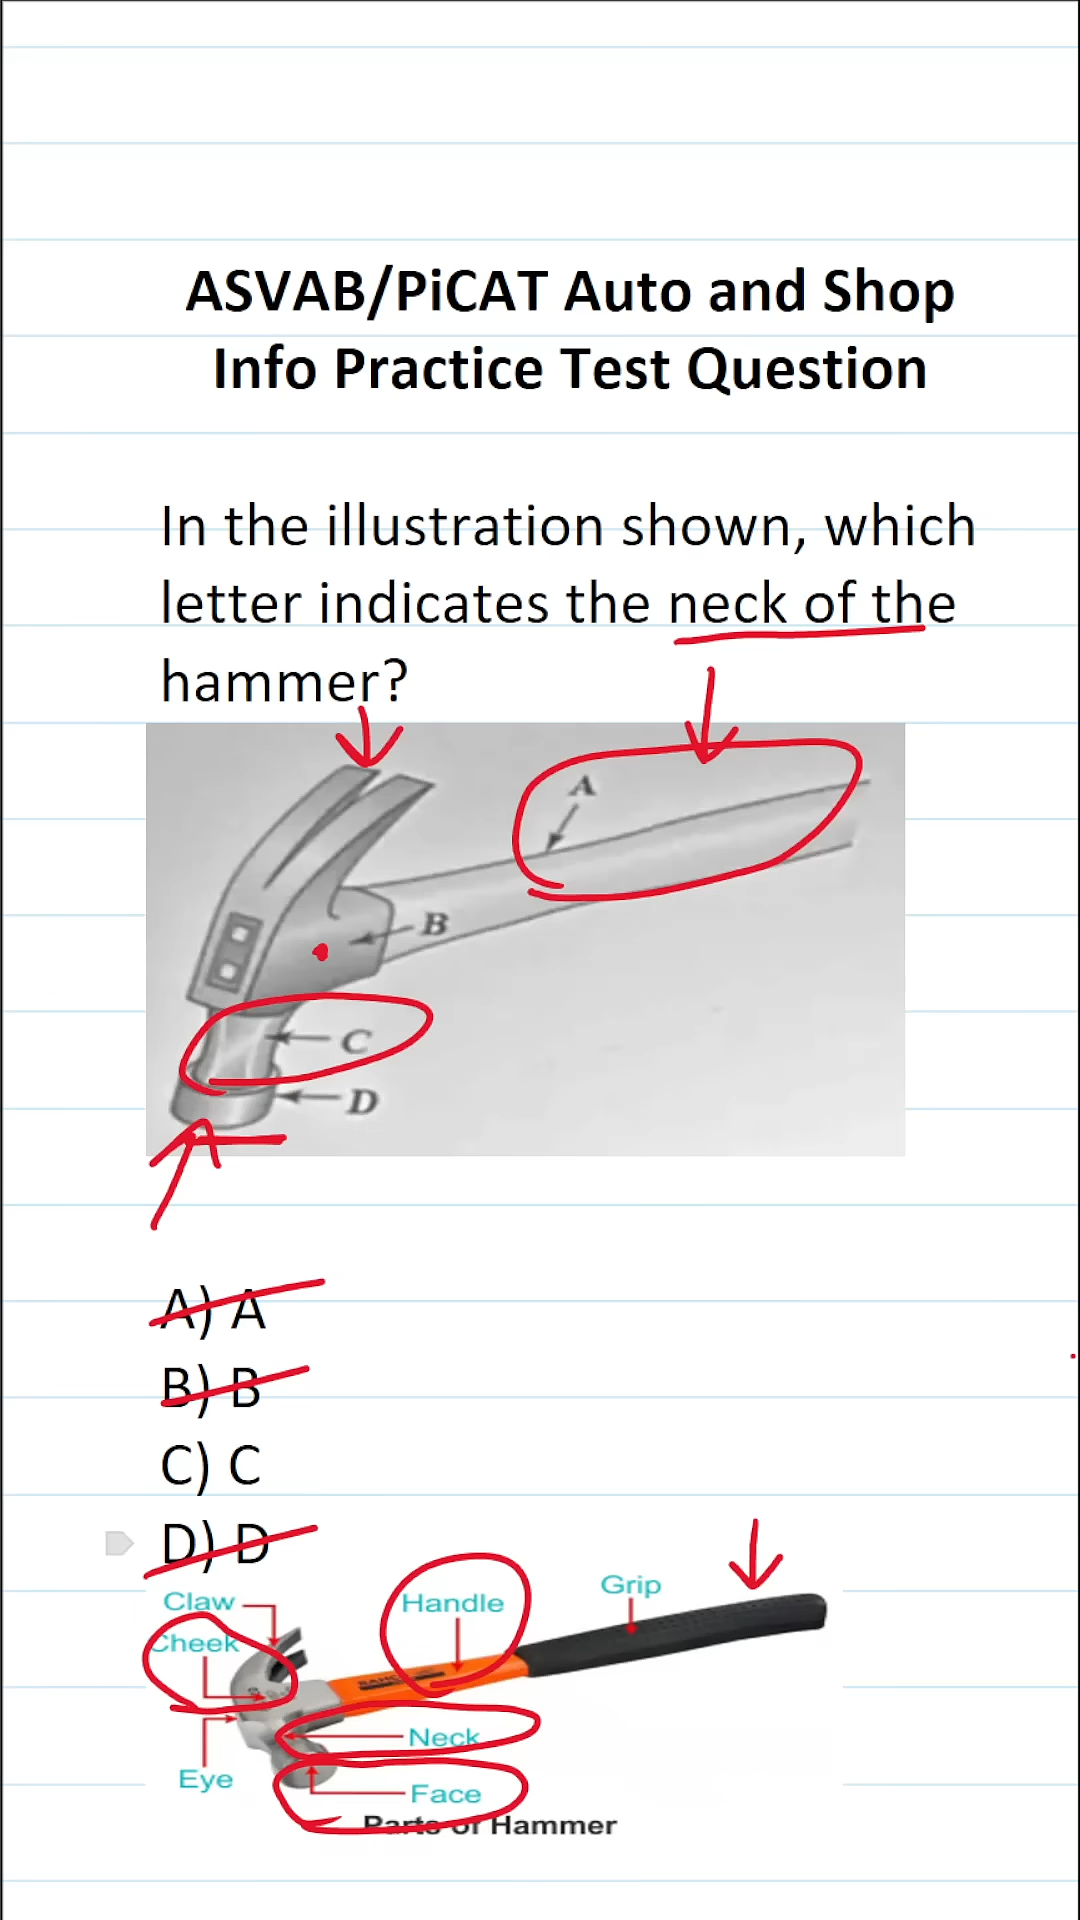 ASVAB/PiCAT Auto and Shop
Info Practice Test Question
In the illustration shown, which
letter indicates the neck of the
hammer?
A
B
C
D
A) A
B) B
C) C
D) D
Claw
Handle
Grip
Cheek
Neck
Eye
Face
Parts of Hammer